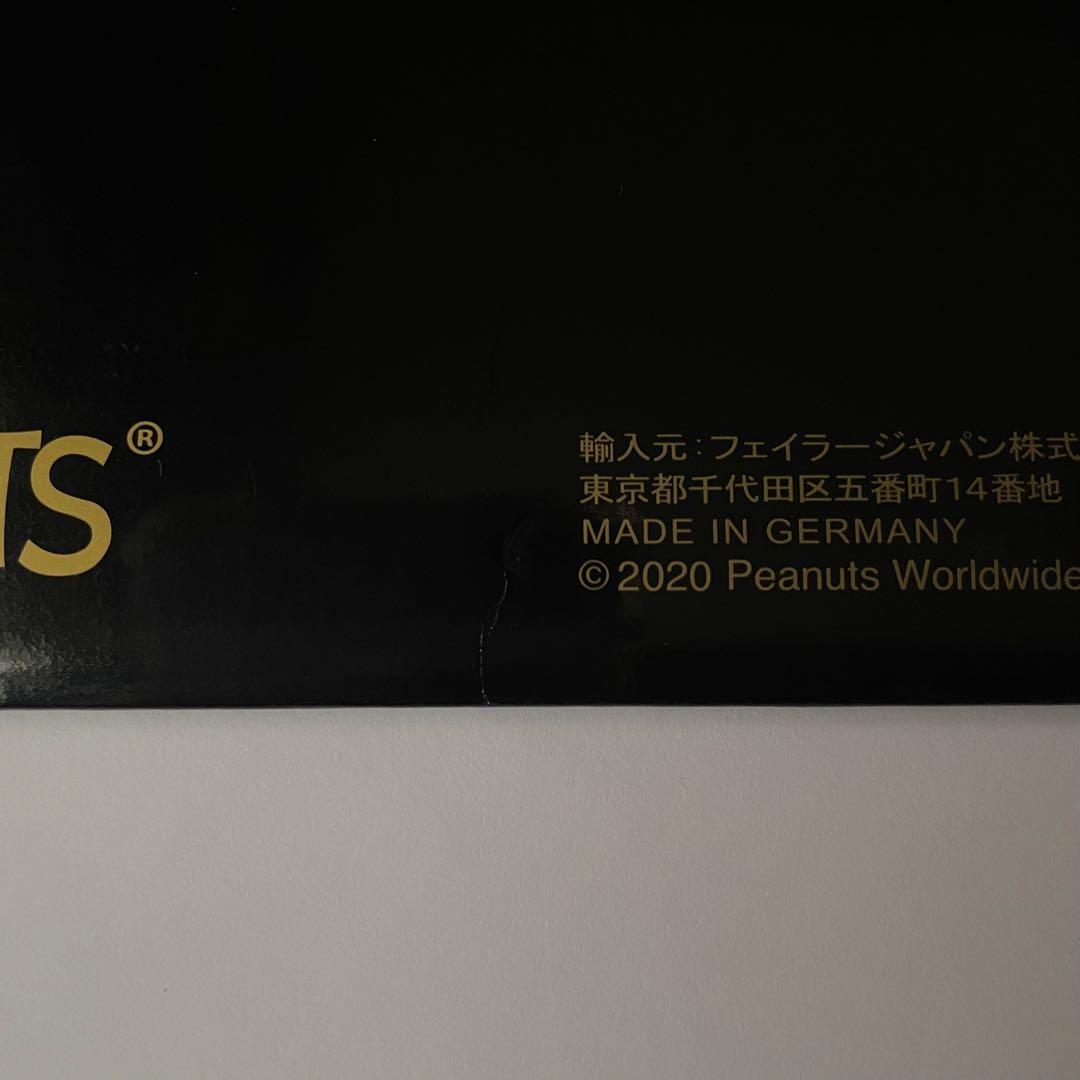 TS®
輸入元:フェイラージャパン株式
東京都千代田区五番町14番地
MADE IN GERMANY
© 2020 Peanuts Worldwide